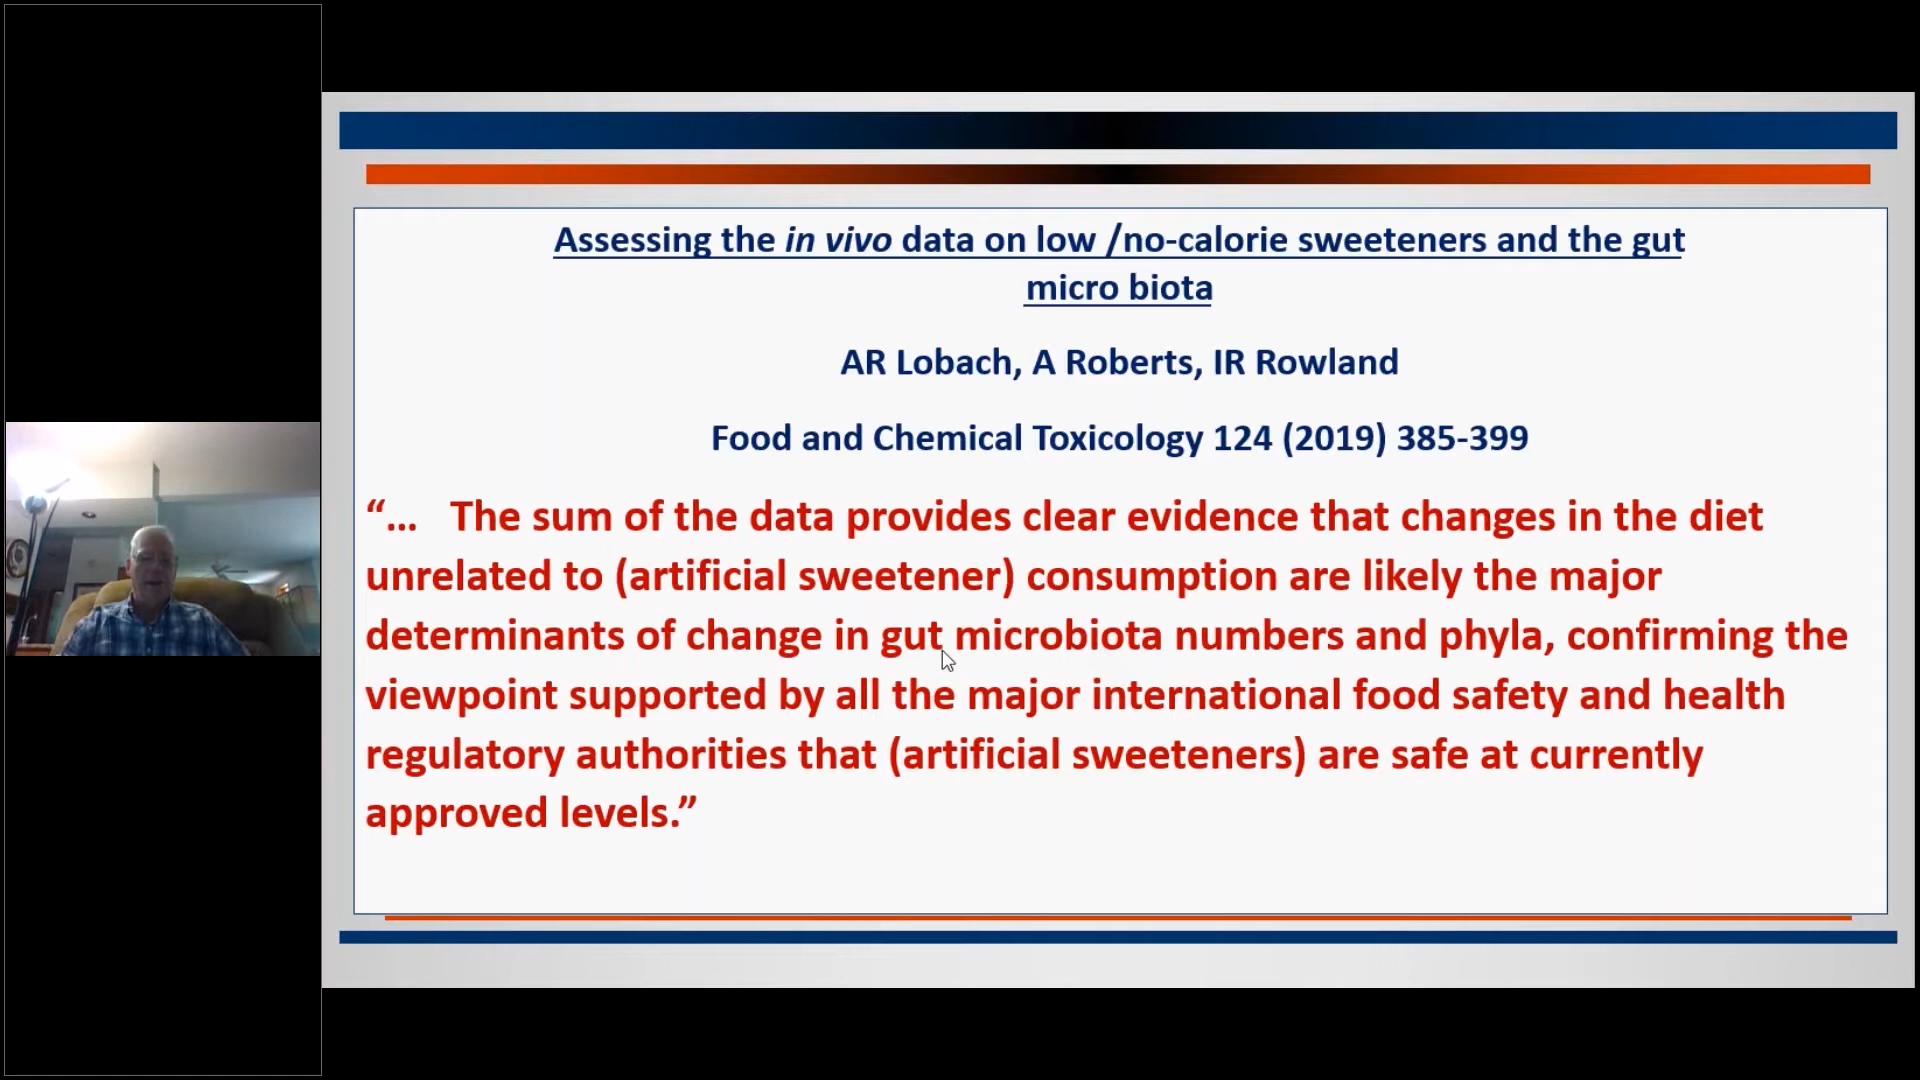 Assessing the in vivo data on low /no-calorie sweeteners and the gut
micro biota
AR Lobach, A Roberts, IR Rowland
Food and Chemical Toxicology 124 (2019) 385-399
“... The sum of the data provides clear evidence that changes in the diet
unrelated to (artificial sweetener) consumption are likely the major
determinants of change in gut microbiota numbers and phyla, confirming the
viewpoint supported by all the major international food safety and health
regulatory authorities that (artificial sweeteners) are safe at currently
approved levels.”